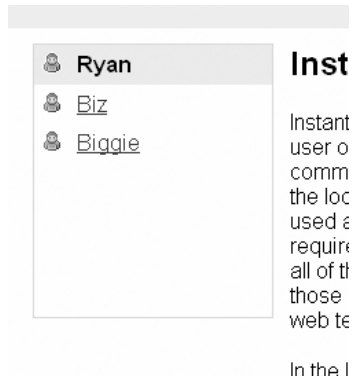 Ryan
Biz
Biggie
Inst
Instant
user o
comm
the loc
used a
require
all of th
those
web te
In the l